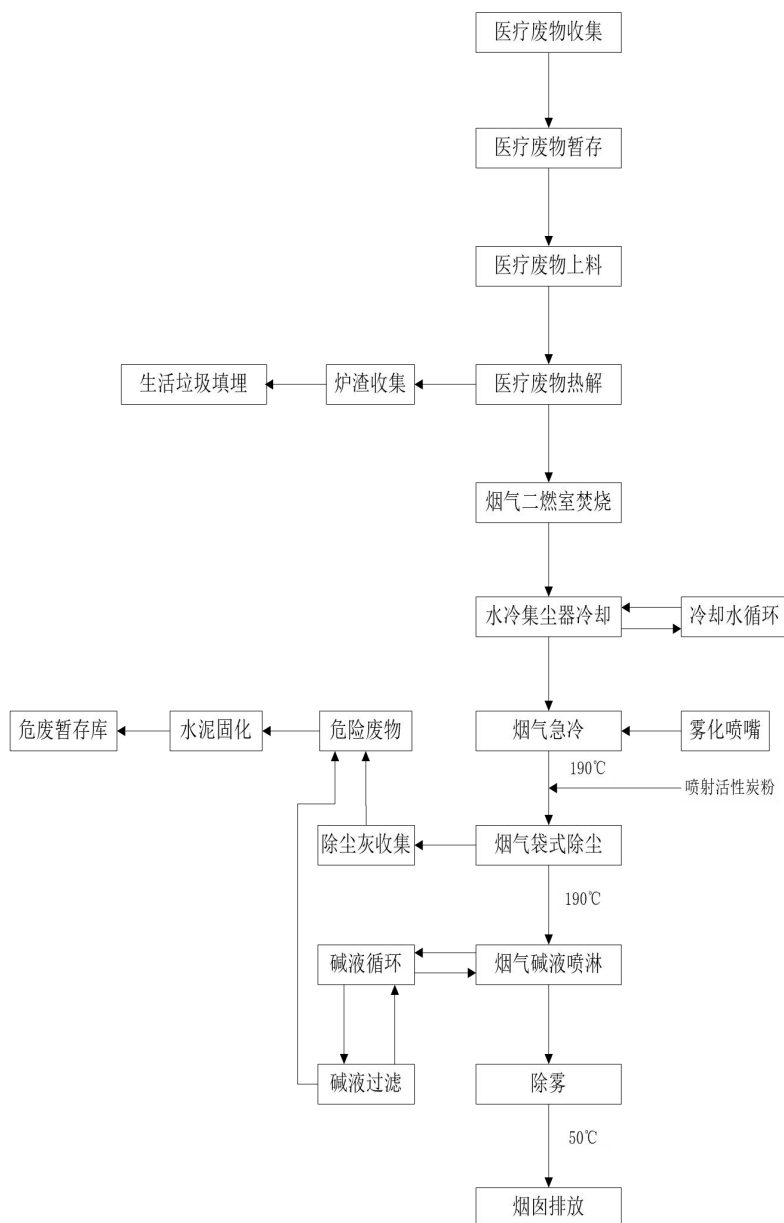 医疗废物收集
医疗废物暂存
医疗废物上料
生活垃圾填埋
炉渣收集
医疗废物热解
烟气二燃室焚烧
水冷集尘器冷却
冷却水循环
危废暂存库
水泥固化
危险废物
烟气急冷
雾化喷嘴
190℃
喷射活性炭粉
除尘灰收集
烟气袋式除尘
190℃
碱液循环
烟气碱液喷淋
碱液过滤
除雾
50℃
烟囱排放